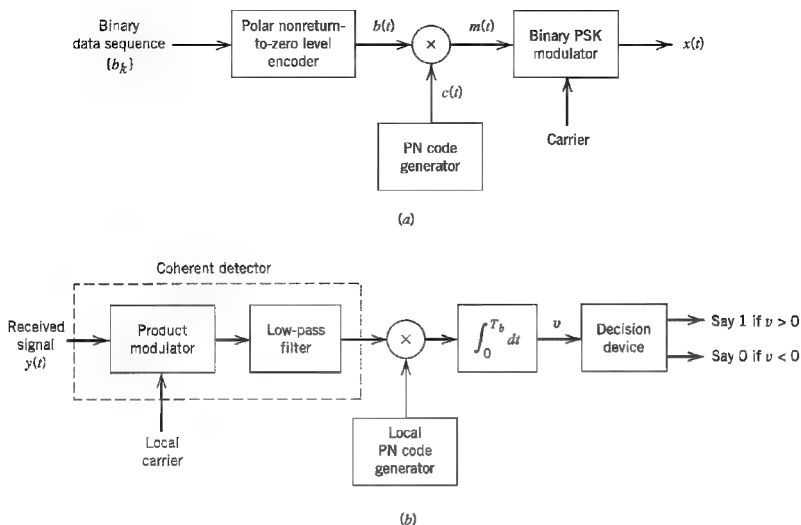 Binary
data sequence
{b_k}
Polar nonreturn-
to-zero level
encoder
b(t)
×
m(t)
Binary PSK
modulator
x(t)
c(t)
PN code
generator
Carrier
(a)
Coherent detector
Received
signal
y(t)
Product
modulator
Low-pass
filter
×
∫₀^{T_b} dt
v
Decision
device
Say 1 if v > 0
Say 0 if v < 0
Local
carrier
Local
PN code
generator
(b)